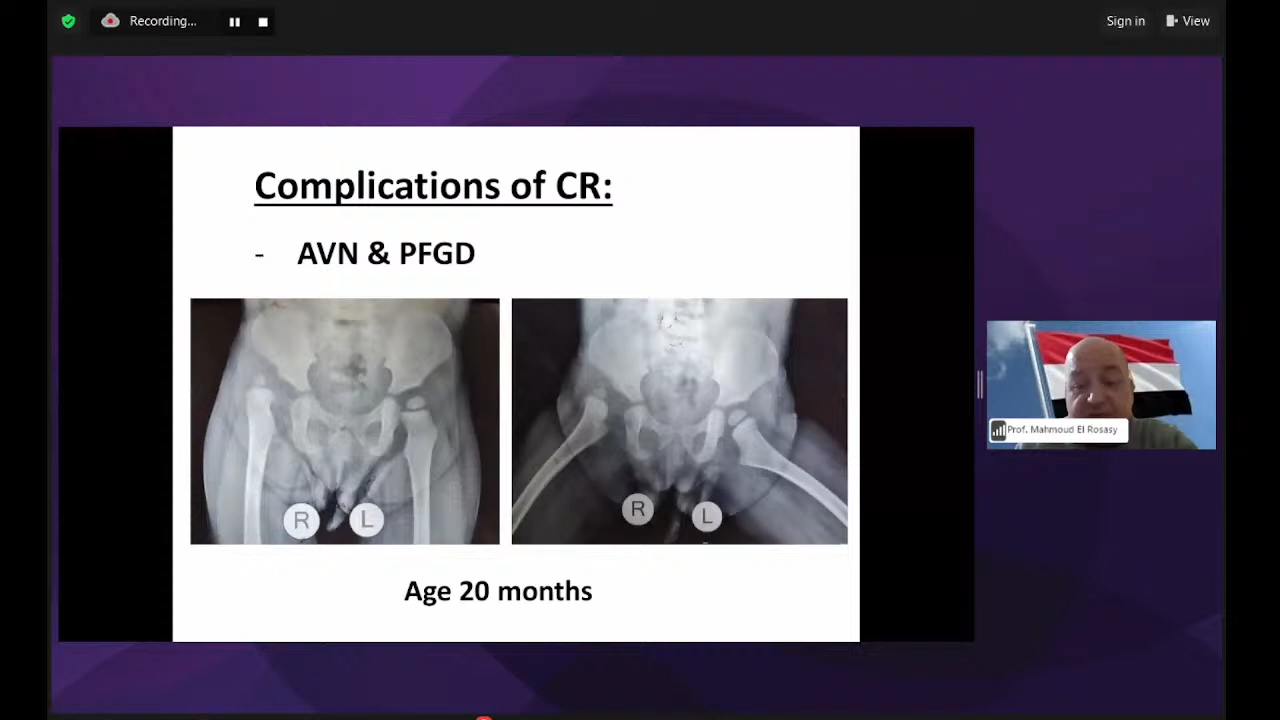 Recording...
Sign in
View
Complications of CR:
- AVN & PFGD
R
L
R
L
Age 20 months
Prof. Mahmoud El Rosasy